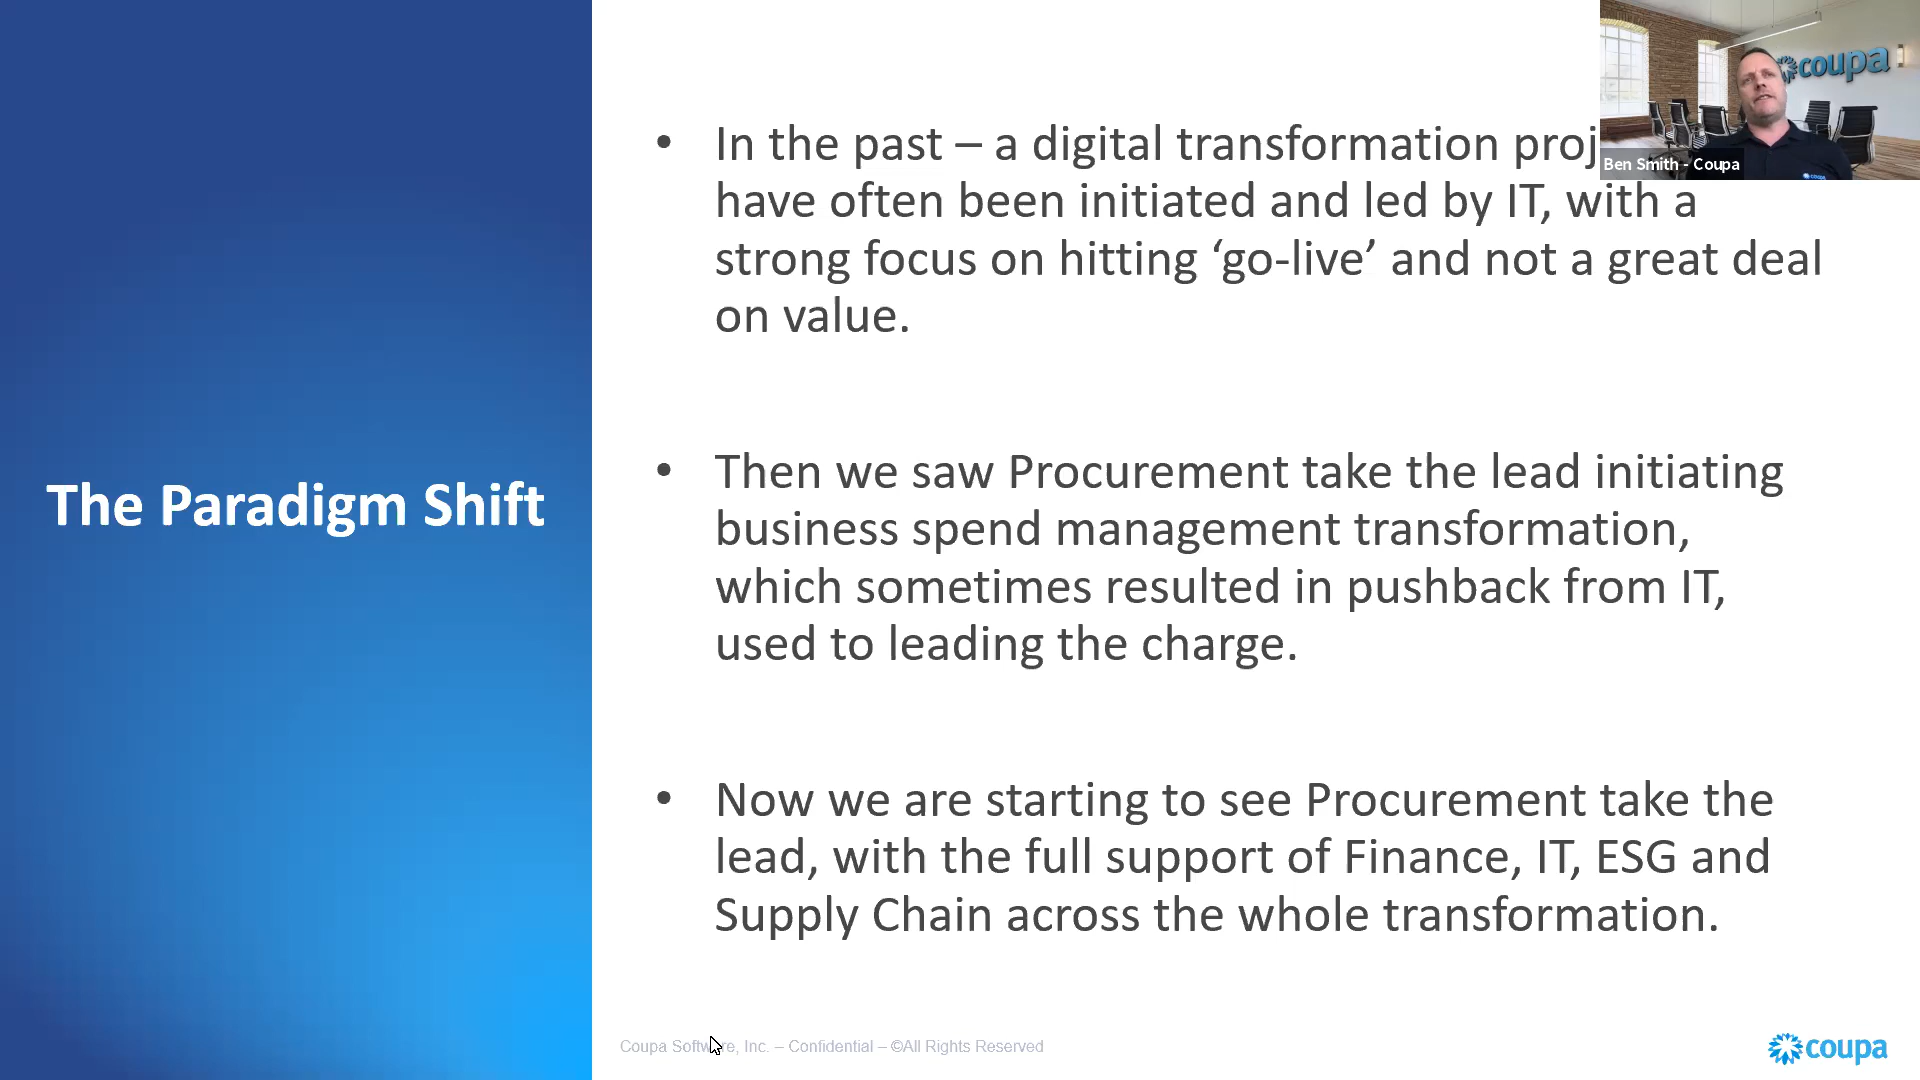 The Paradigm Shift
• In the past – a digital transformation proj
have often been initiated and led by IT, with a
strong focus on hitting ‘go-live’ and not a great deal
on value.
• Then we saw Procurement take the lead initiating
business spend management transformation,
which sometimes resulted in pushback from IT,
used to leading the charge.
• Now we are starting to see Procurement take the
lead, with the full support of Finance, IT, ESG and
Supply Chain across the whole transformation.
coupa
Ben Smith - Coupa
coupa
Coupa Software, Inc. – Confidential – ©All Rights Reserved
coupa